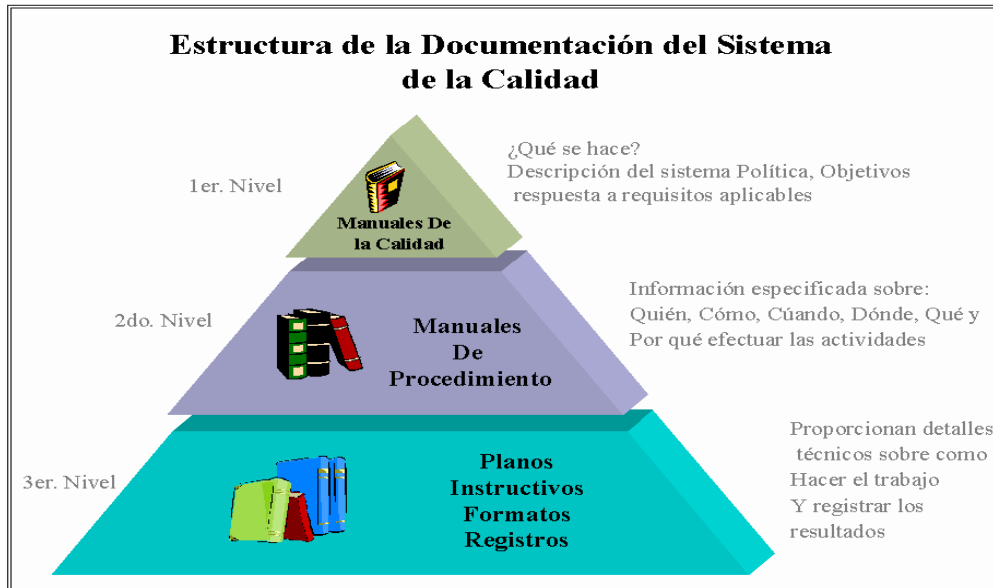 Estructura de la Documentación del Sistema
de la Calidad
1er. Nivel
Manuales De
la Calidad
¿Qué se hace?
Descripción del sistema Política, Objetivos
respuesta a requisitos aplicables
2do. Nivel
Manuales
De
Procedimiento
Información especificada sobre:
Quién, Cómo, Cúando, Dónde, Qué y
Por qué efectuar las actividades
3er. Nivel
Planos
Instructivos
Formatos
Registros
Proporcionan detalles
técnicos sobre como
Hacer el trabajo
Y registrar los
resultados